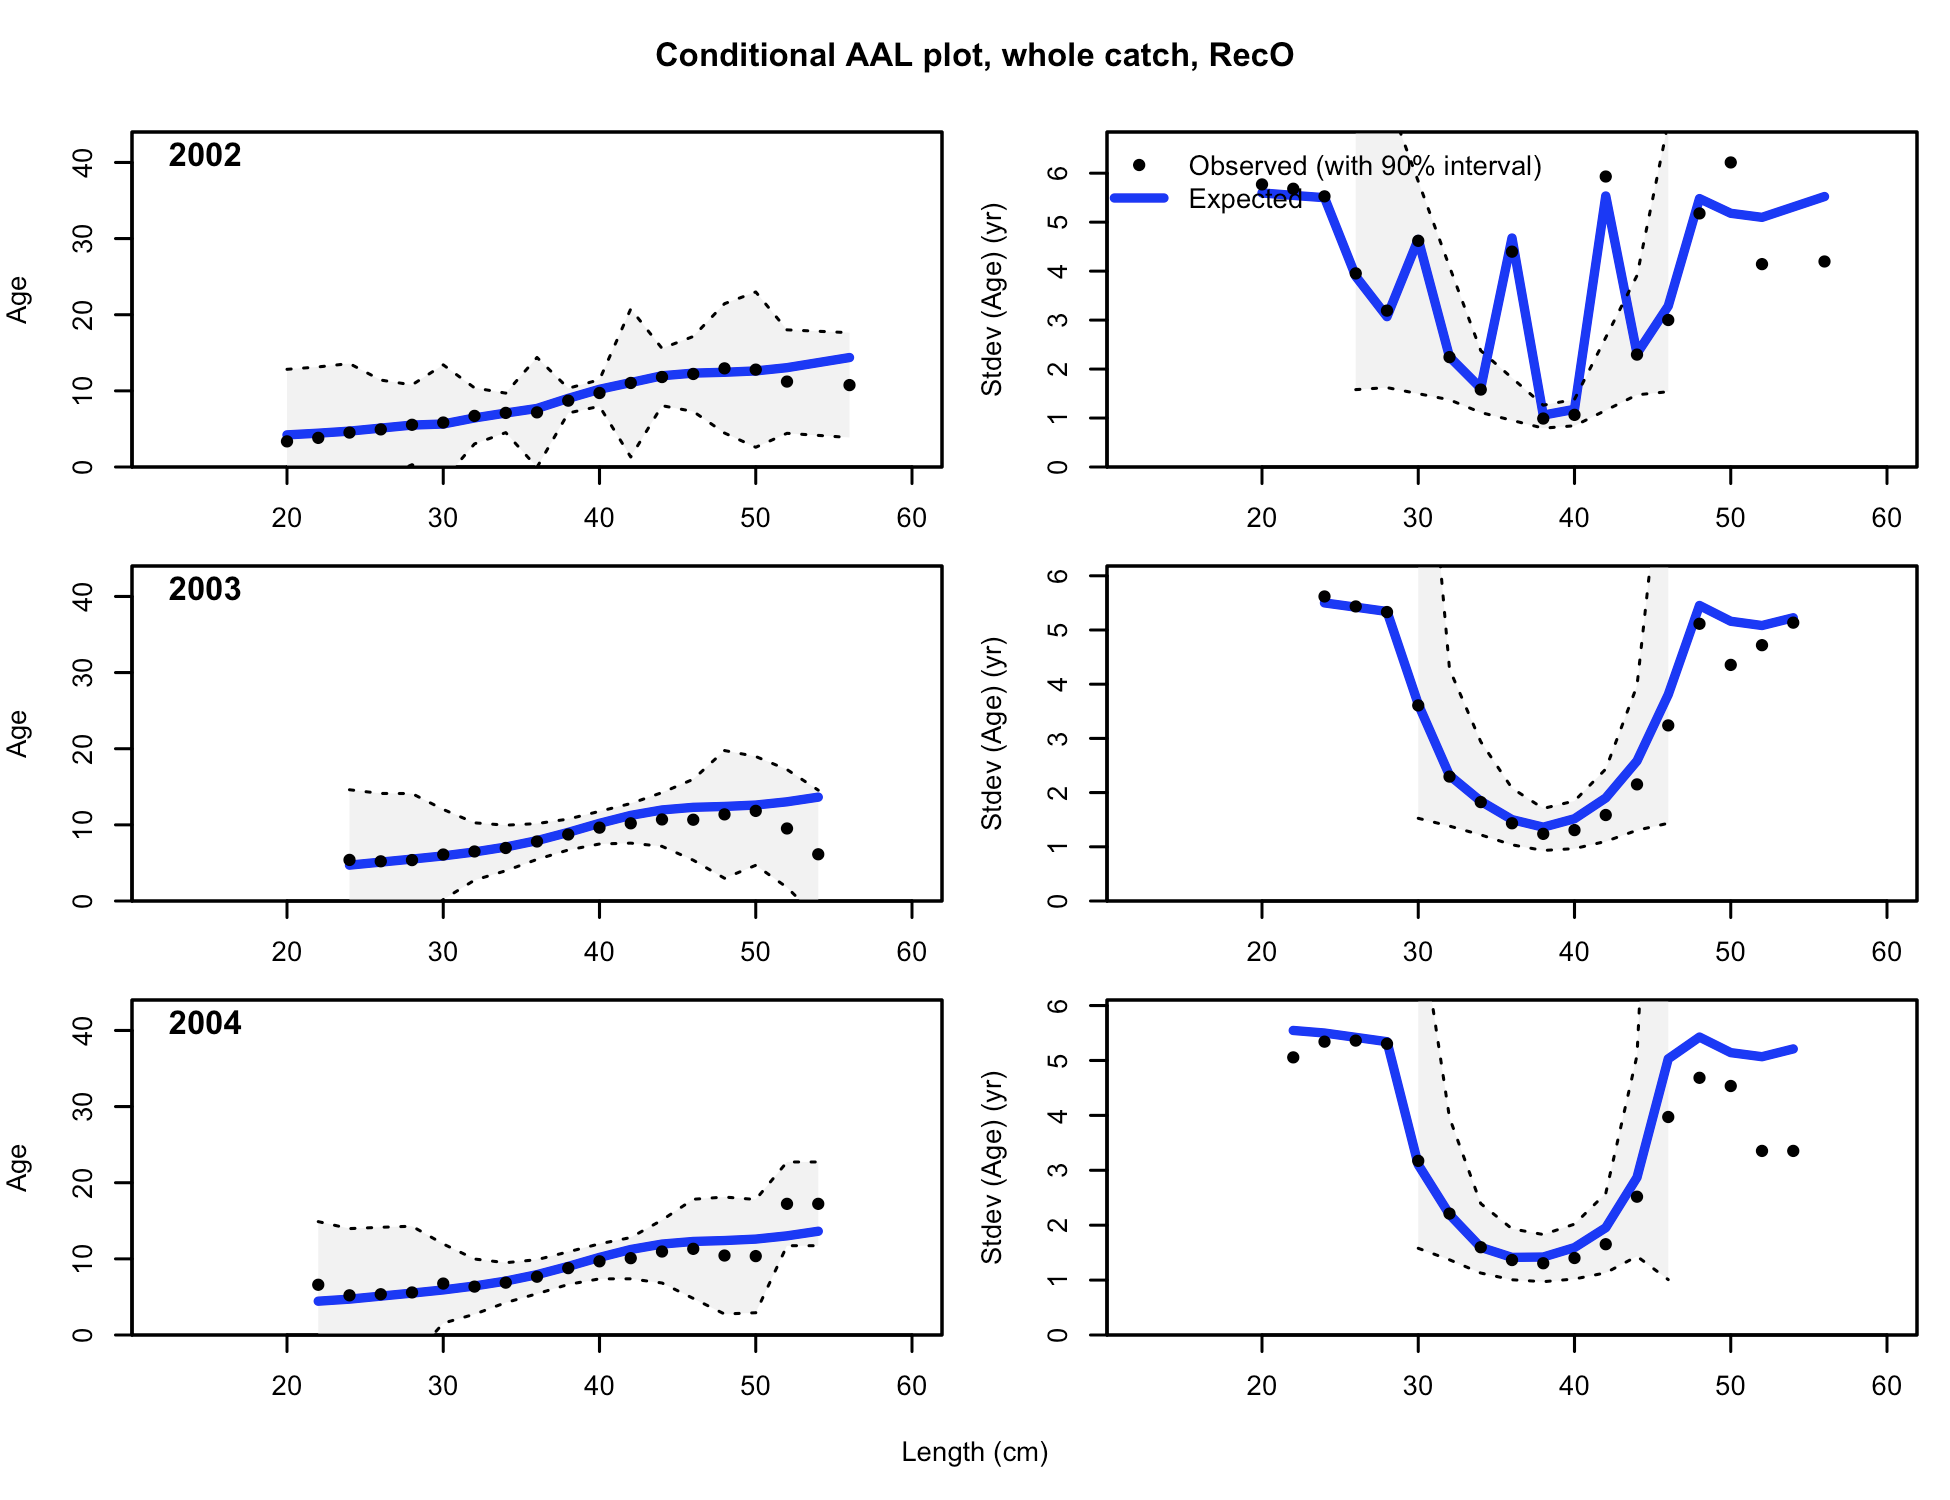 Conditional AAL plot, whole catch, RecO
2002
Age
0 10 20 30 40
20 30 40 50 60
Observed (with 90% interval)
Expected
Stdev (Age) (yr)
0 1 2 3 4 5 6
20 30 40 50 60
2003
Age
0 10 20 30 40
20 30 40 50 60
Stdev (Age) (yr)
0 1 2 3 4 5 6
20 30 40 50 60
2004
Age
0 10 20 30 40
20 30 40 50 60
Stdev (Age) (yr)
0 1 2 3 4 5 6
20 30 40 50 60
Length (cm)